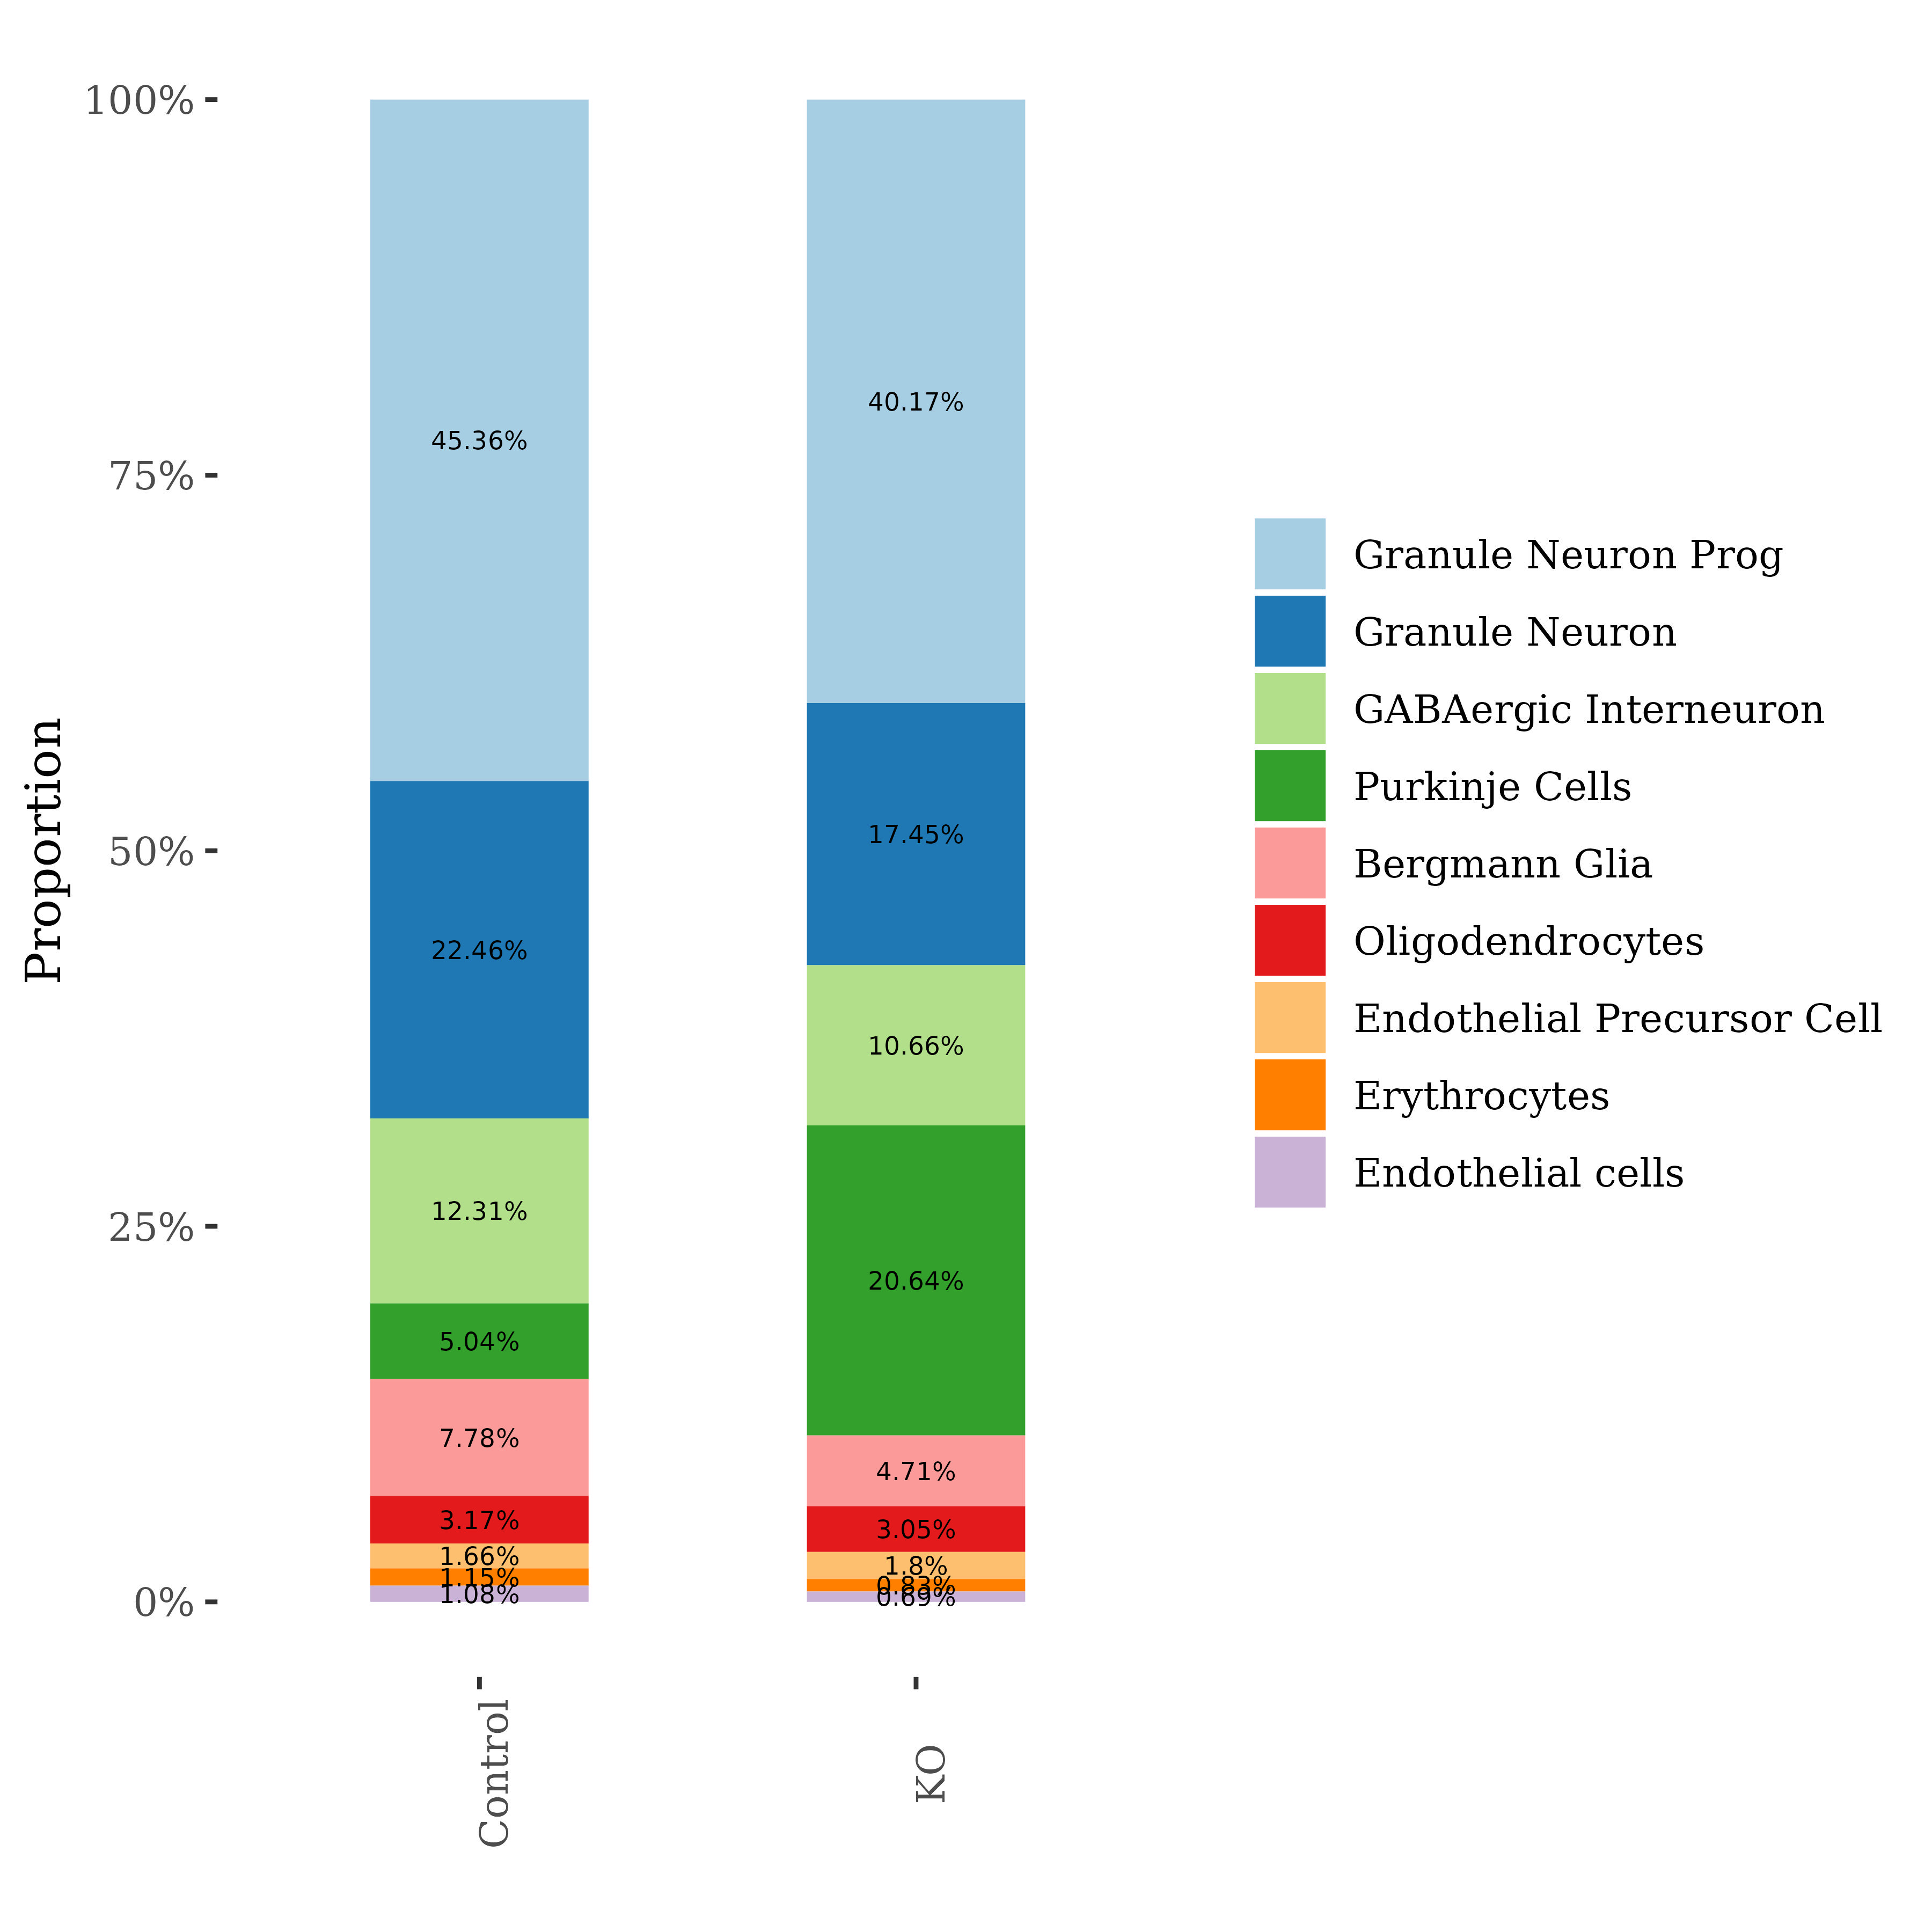 Proportion
100%
75%
50%
25%
0%
45.36%
22.46%
12.31%
5.04%
7.78%
3.17%
1.66%
1.15%
1.08%
40.17%
17.45%
10.66%
20.64%
4.71%
3.05%
1.8%
0.83%
0.69%
Control
KO
Granule Neuron Prog
Granule Neuron
GABAergic Interneuron
Purkinje Cells
Bergmann Glia
Oligodendrocytes
Endothelial Precursor Cell
Erythrocytes
Endothelial cells